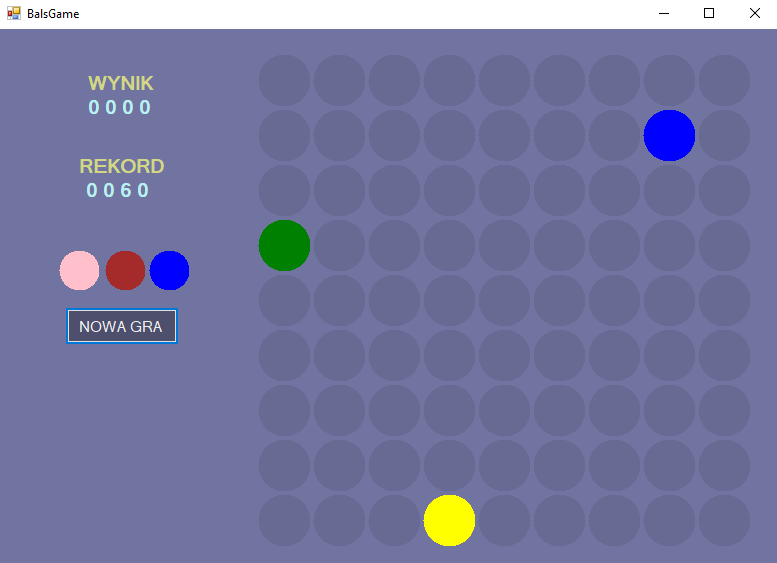 BalsGame
WYNIK
0 0 0 0
REKORD
0 0 6 0
NOWA GRA